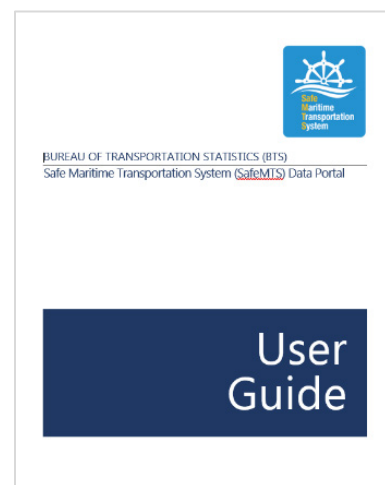 Safe
Maritime
Transportation
System
BUREAU OF TRANSPORTATION STATISTICS (BTS)
Safe Maritime Transportation System (SafeMTS) Data Portal
User
Guide